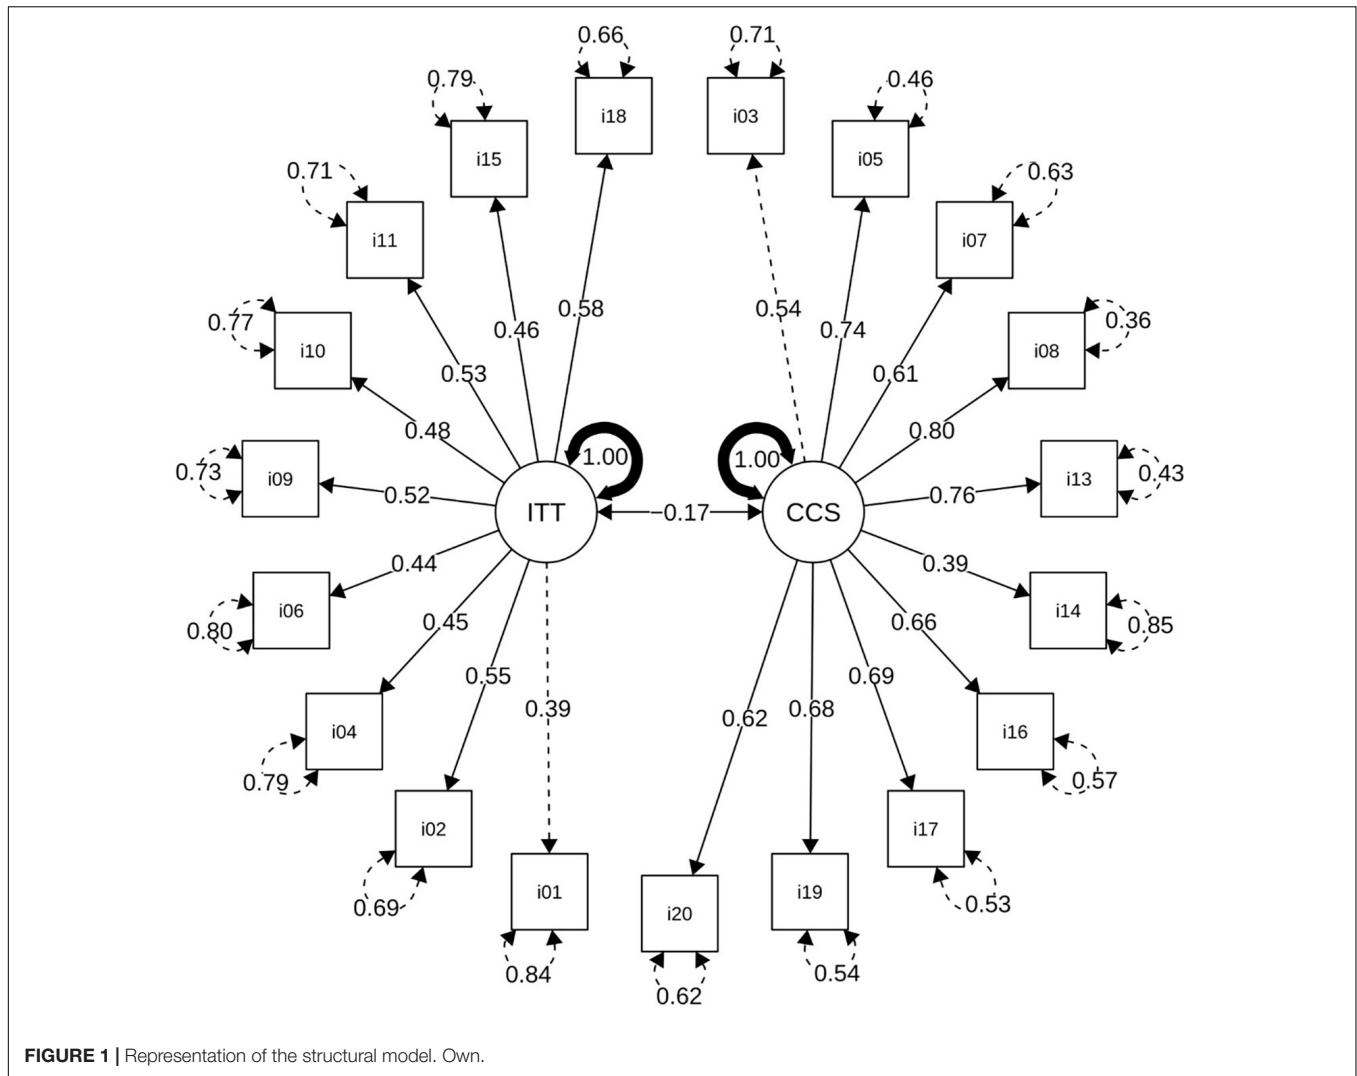 0.66
0.71
0.79
0.46
i18
i03
i15
i05
0.71
0.63
i11
i07
0.77
0.58
0.54
0.36
0.46
0.74
i10
i08
0.53
0.61
0.48
0.80
1.00
1.00
0.73
i09
0.52
0.76
i13
0.43
ITT
−0.17
CCS
0.44
0.39
i06
i14
0.80
0.45
0.66
0.85
0.55
0.69
0.39
0.68
0.62
i04
i16
0.79
0.57
i02
i17
i01
i19
0.69
i20
0.53
0.84
0.54
0.62
FIGURE 1 | Representation of the structural model. Own.